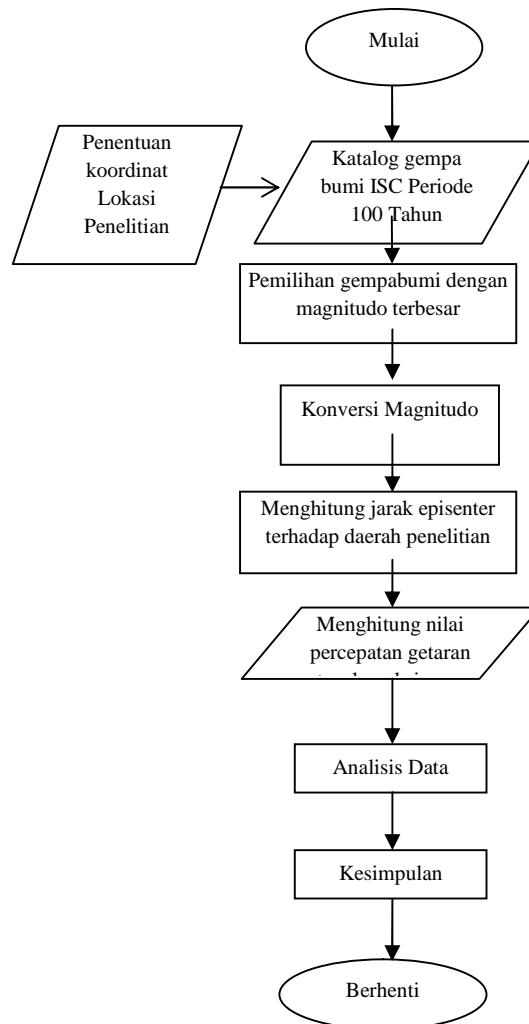 Mulai
Penentuan
koordinat
Lokasi
Penelitian
Katalog gempa
bumi ISC Periode
100 Tahun
Pemilihan gempabumi dengan
magnitudo terbesar
Konversi Magnitudo
Menghitung jarak episenter
terhadap daerah penelitian
Menghitung nilai
percepatan getaran
Analisis Data
Kesimpulan
Berhenti